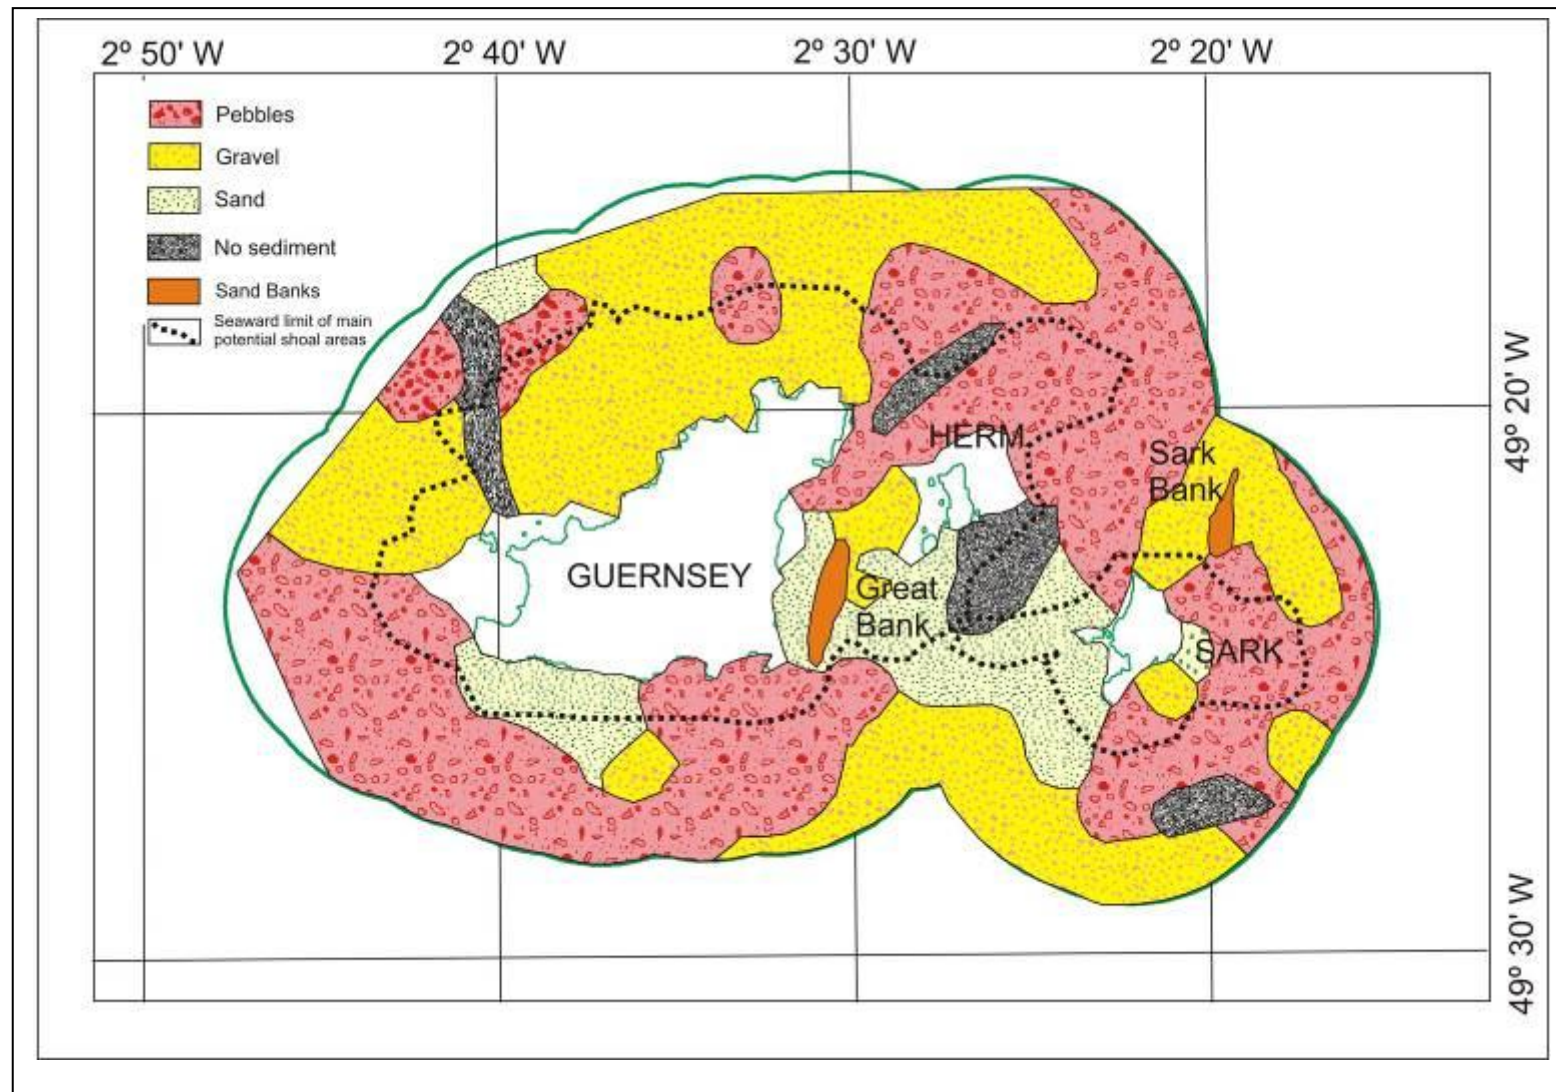 2º 50' W
2º 40' W
2º 30' W
2º 20' W
Pebbles
Gravel
Sand
No sediment
Sand Banks
Seaward limit of main
potential shoal areas
49º 20' W
HERM
Sark
Bank
GUERNSEY
Great
Bank
SARK
49º 30' W